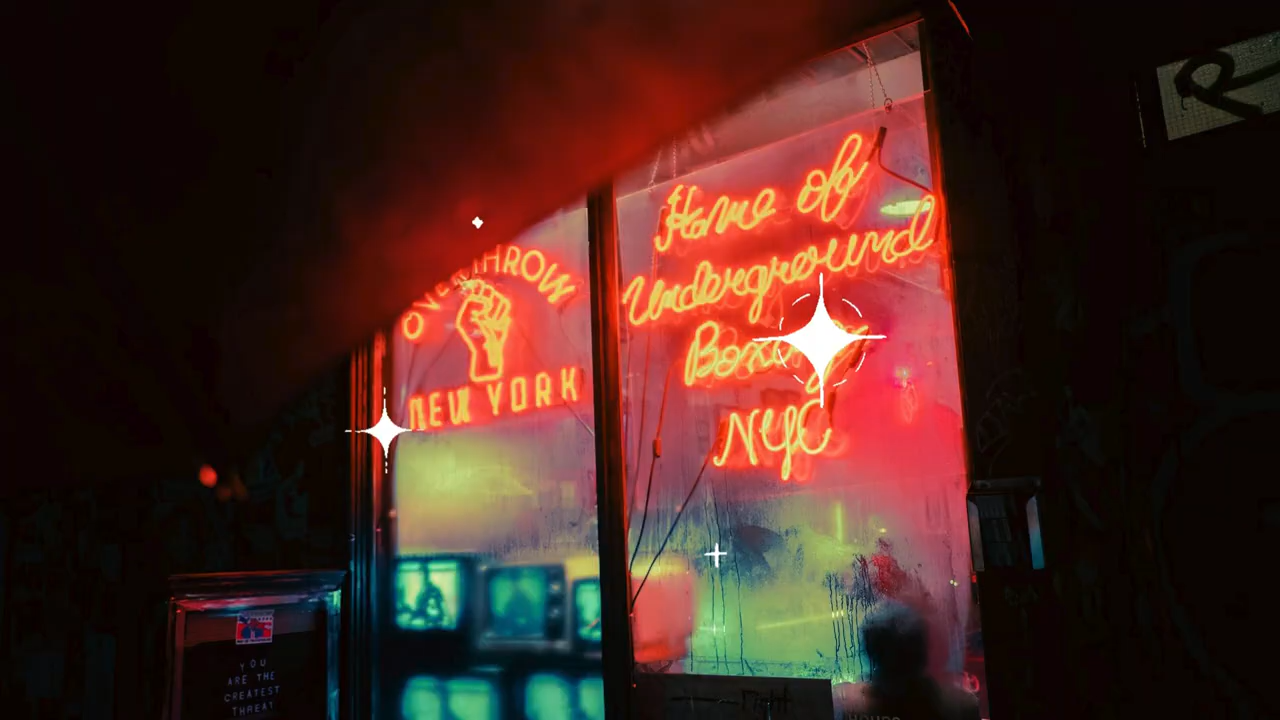 OVERTHROW
NEW YORK
Home of
Underground
Boxing
NYC
R
YOU
ARE THE
GREATEST
THREAT